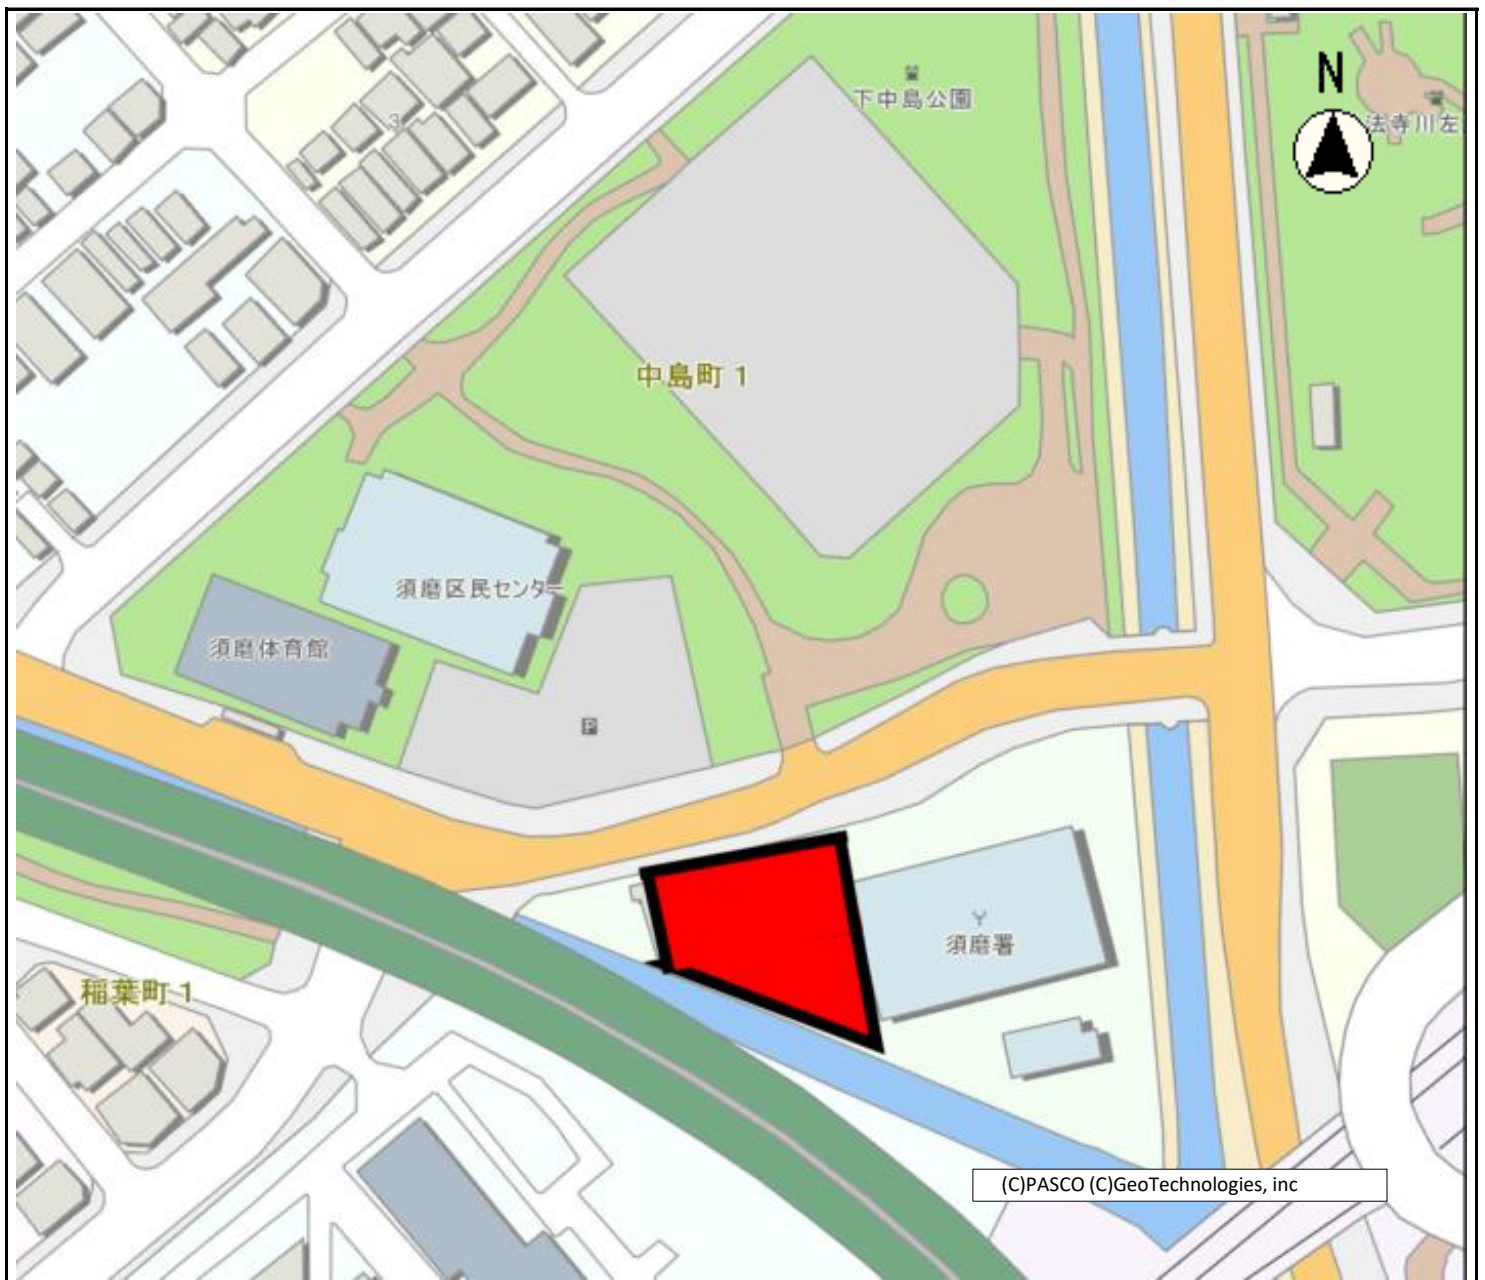 N
下中島公園
法寺川左
3
中島町 1
須磨区民センター
須磨体育館
P
須磨署
稲葉町 1
(C)PASCO (C)GeoTechnologies, inc